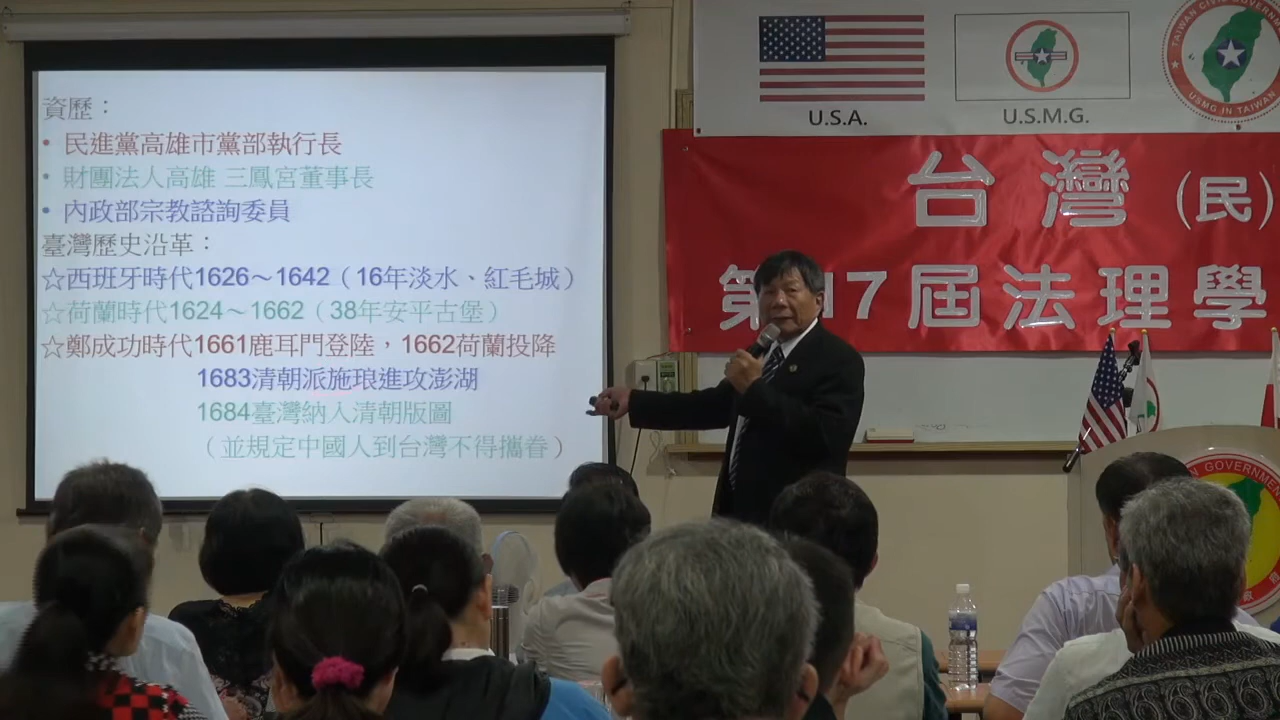 資歷：
• 民進黨高雄市黨部執行長
• 財團法人高雄 三鳳宮董事長
• 內政部宗教諮詢委員
臺灣歷史沿革：
☆西班牙時代1626～1642（16年淡水、紅毛城）
☆荷蘭時代1624～1662（38年安平古堡）
☆鄭成功時代1661鹿耳門登陸，1662荷蘭投降
1683清朝派施琅進攻澎湖
1684臺灣納入清朝版圖
（並規定中國人到台灣不得攜眷）
U.S.A.
U.S.M.G.
TAIWAN CIVIL GOVERNMENT
USMG IN TAIWAN
台灣（民）
第17屆法理學
GOVERNMENT